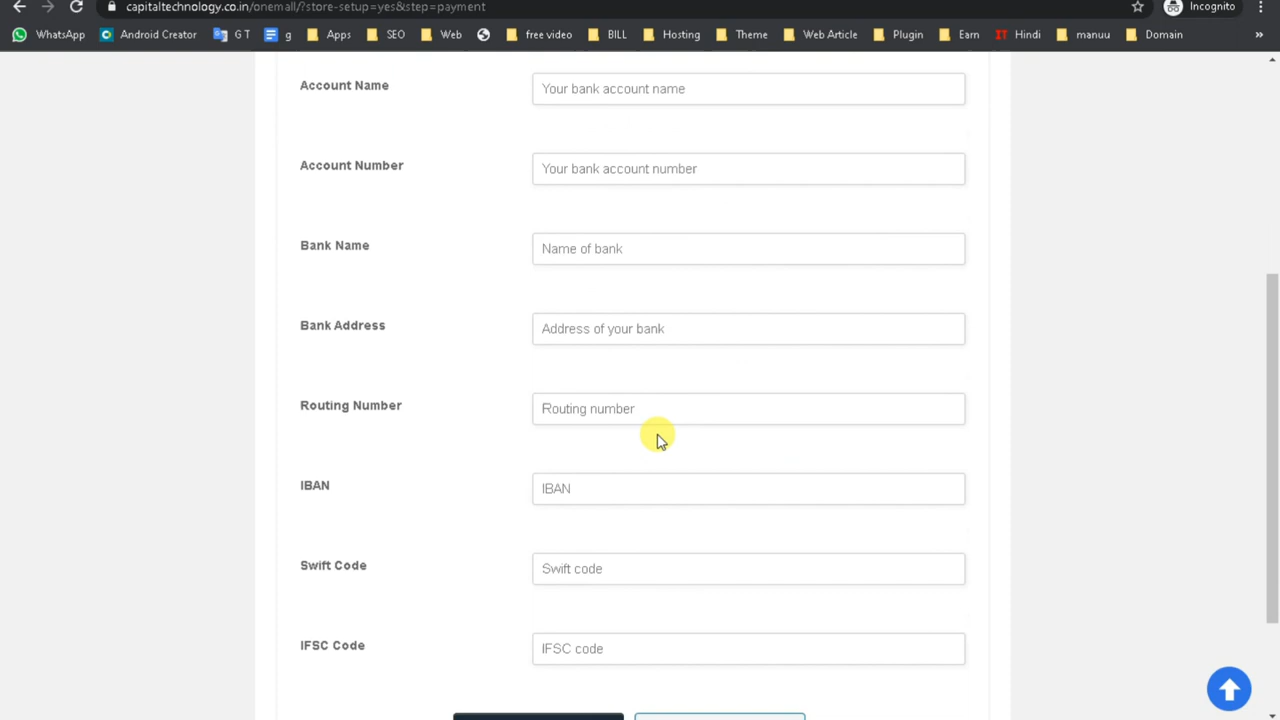 capitaltechnology.co.in/onemall/?store-setup=yes&step=payment Incognito
WhatsApp Android Creator G T g Apps SEO Web free video BILL Hosting Theme Web Article Plugin Earn IT Hindi manuu Domain »
Account Name Your bank account name
Account Number Your bank account number
Bank Name Name of bank
Bank Address Address of your bank
Routing Number Routing number
IBAN IBAN
Swift Code Swift code
IFSC Code IFSC code